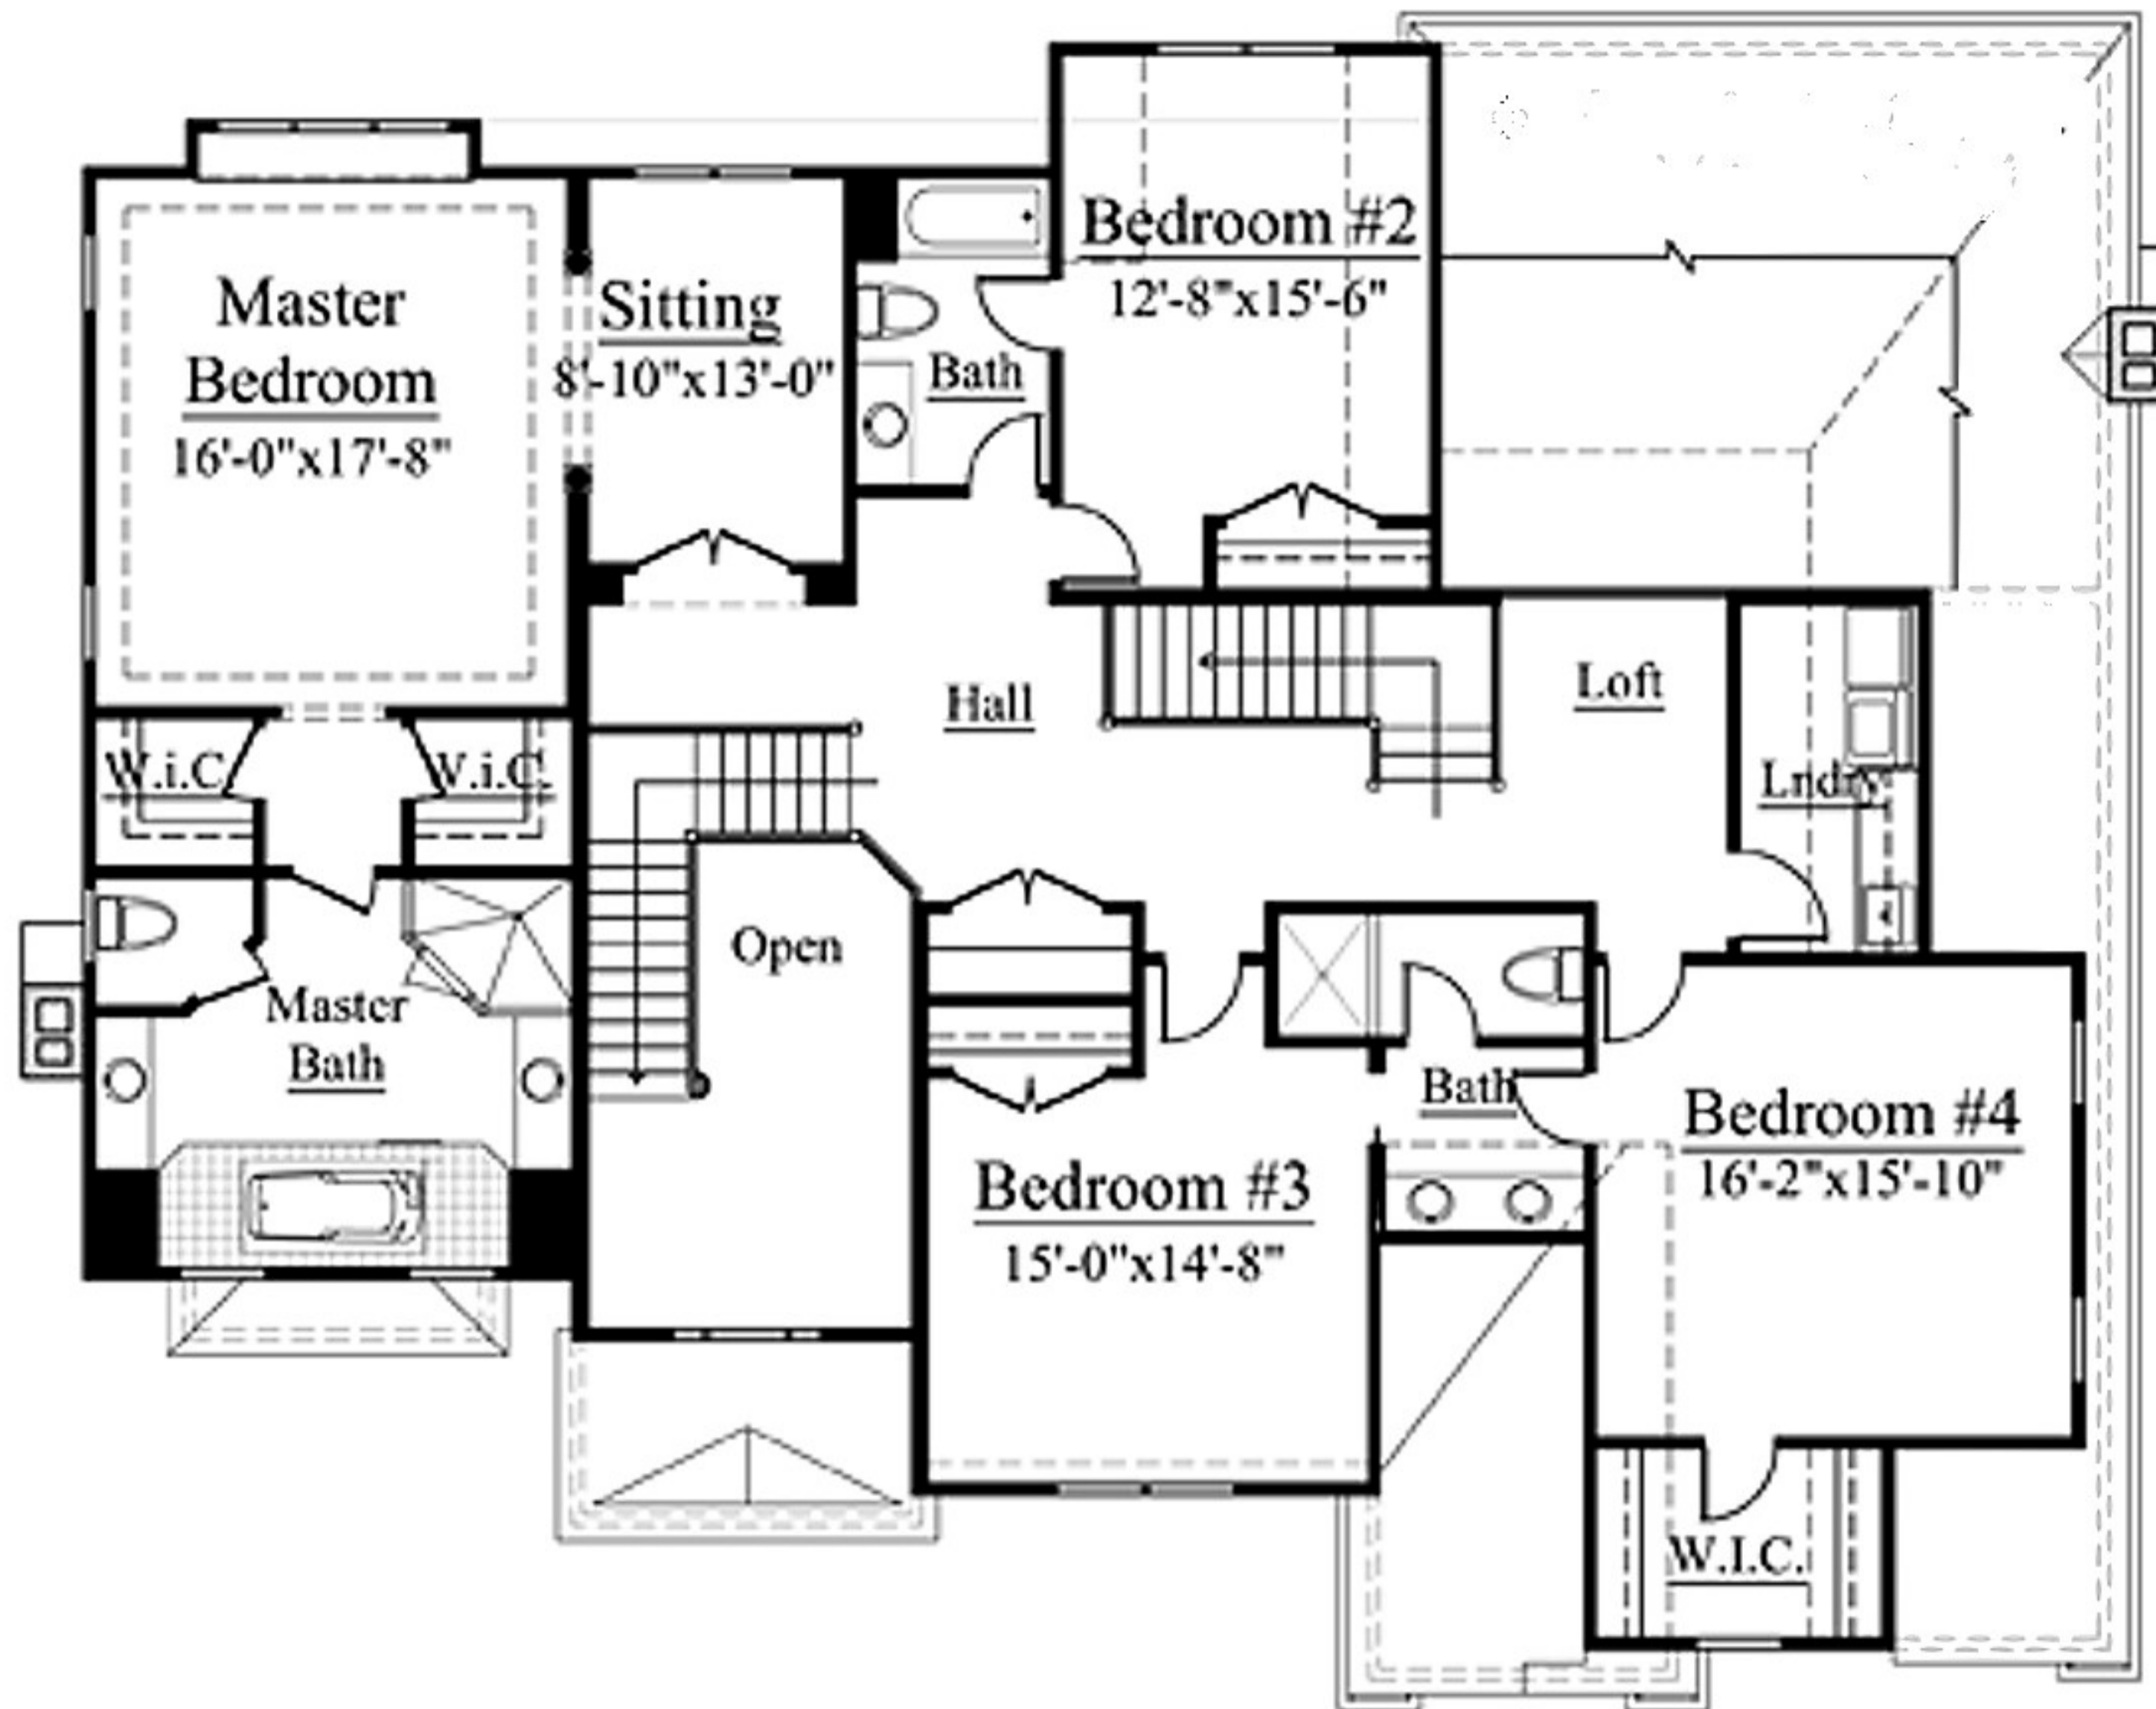 Master
Bedroom
16'-0"x17'-8"
Sitting
8'-10"x13'-0"
Bath
Bedroom #2
12'-8"x15'-6"
Hall
Loft
Lndry
W.i.C
W.i.C.
Open
Master
Bath
Bedroom #3
15'-0"x14'-8"
Bath
Bedroom #4
16'-2"x15'-10"
W.I.C.